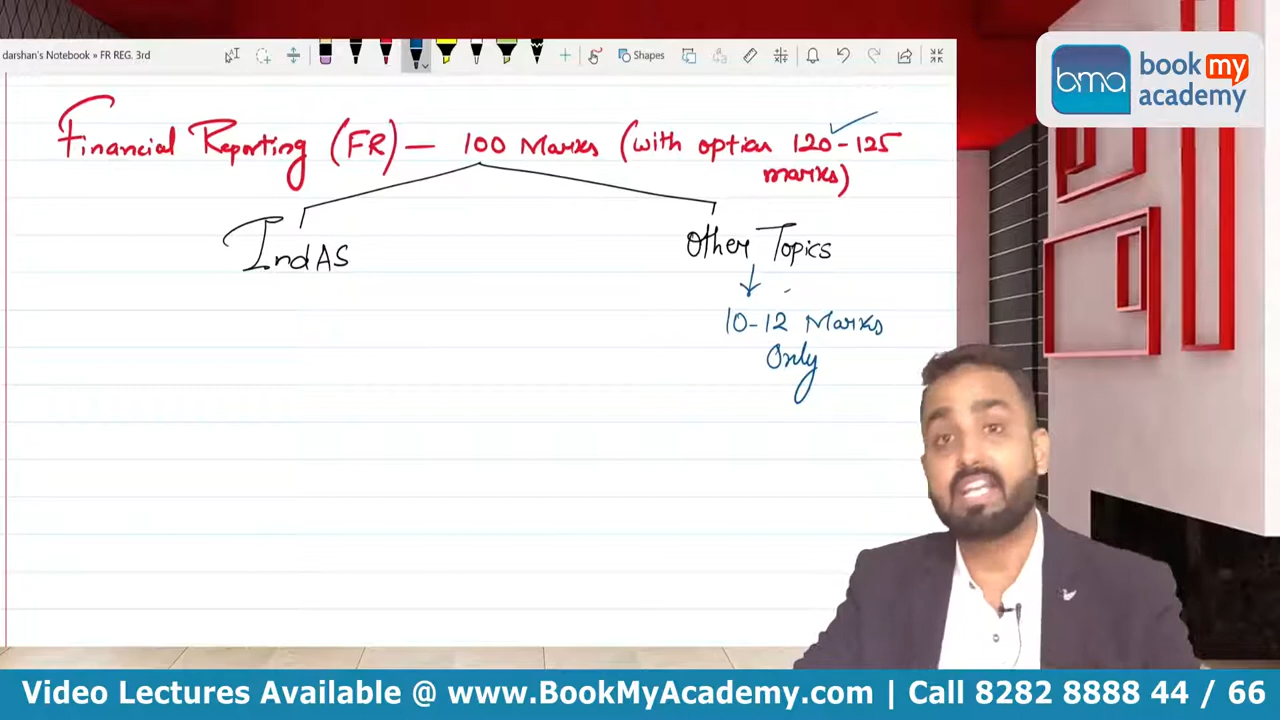 darshan's Notebook » FR REG. 3rd
Shapes
bma
book my
academy
Financial Reporting (FR) — 100 Marks (with option 120-125
marks)
IndAS
Other Topics
10-12 Marks
Only
Video Lectures Available @ www.BookMyAcademy.com | Call 8282 8888 44 / 66